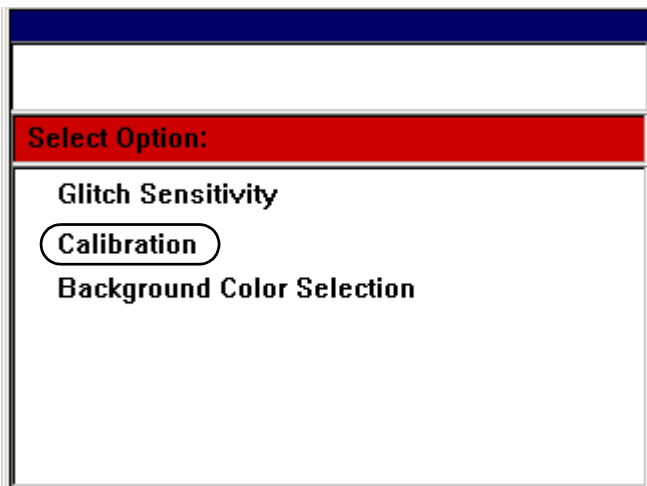 Select Option:
Glitch Sensitivity
Calibration
Background Color Selection